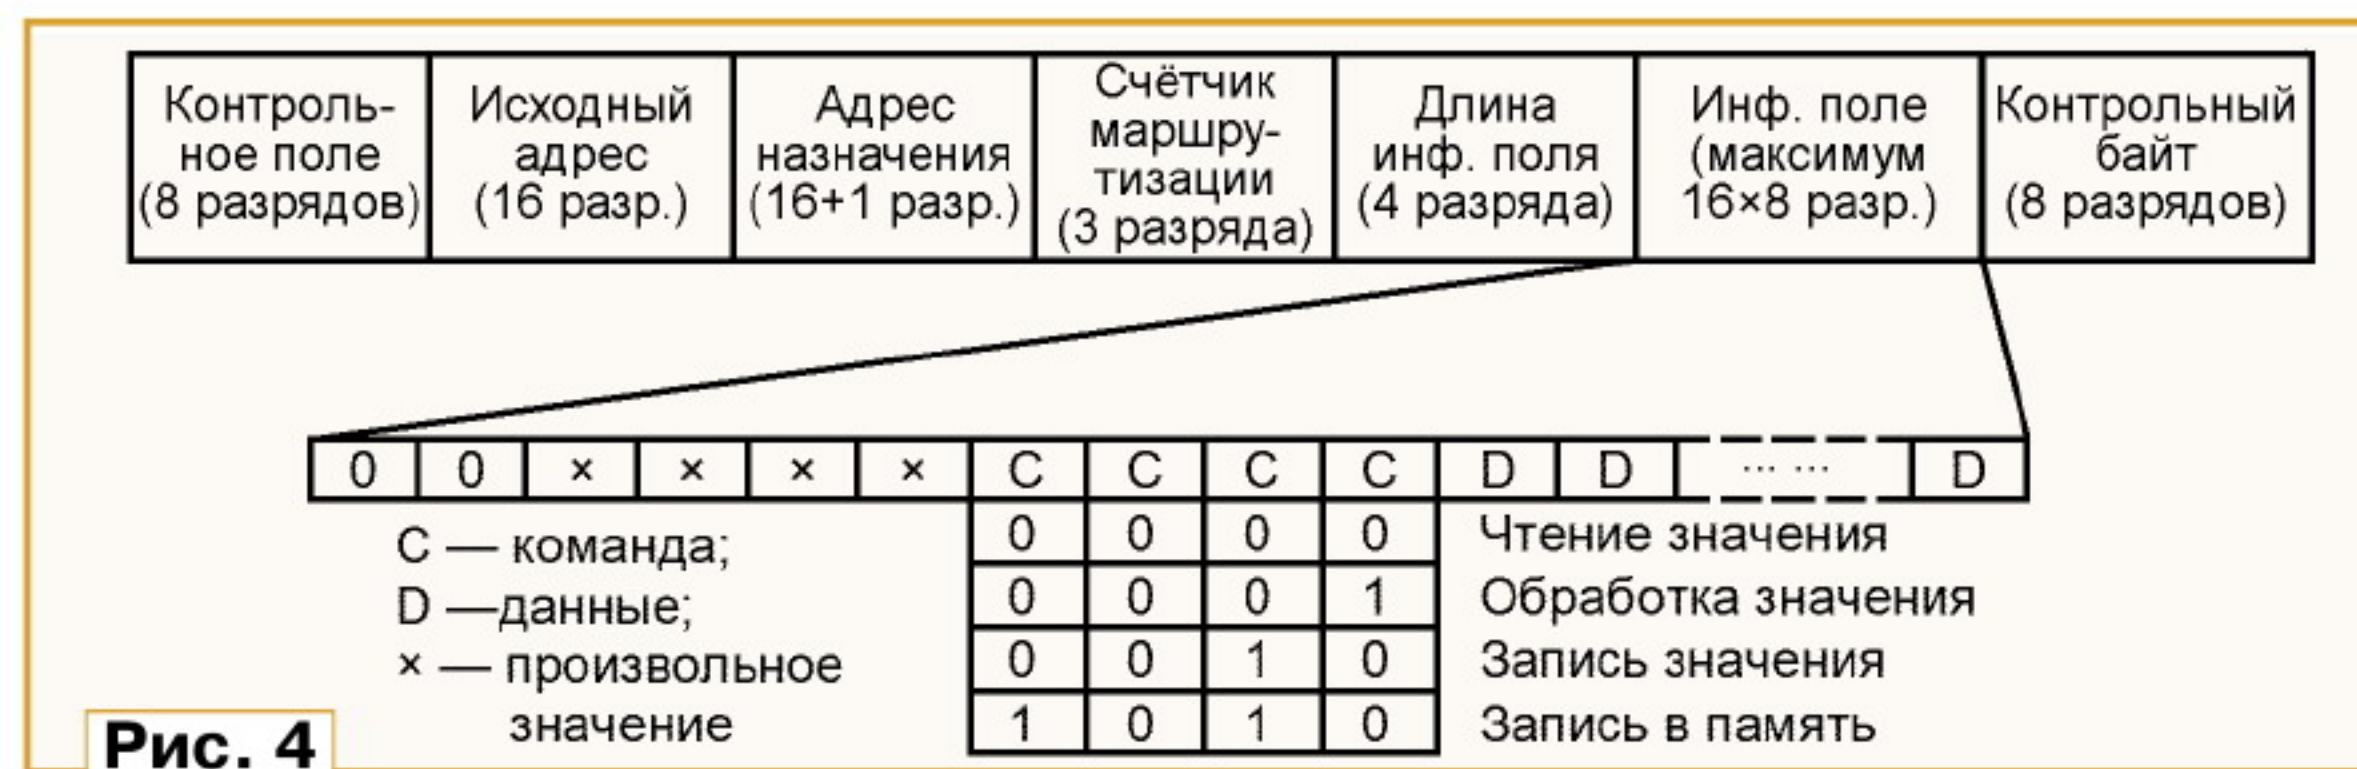 Контроль-
ное поле
(8 разрядов)
Исходный
адрес
(16 разр.)
Адрес
назначения
(16+1 разр.)
Счётчик
маршру-
тизации
(3 разряда)
Длина
инф. поля
(4 разряда)
Инф. поле
(максимум
16×8 разр.)
Контрольный
байт
(8 разрядов)
0 0 × × × × C C C C D D ... ... D
C — команда;
D —данные;
× — произвольное
значение
0 0 0 0 Чтение значения
0 0 0 1 Обработка значения
0 0 1 0 Запись значения
1 0 1 0 Запись в память
Рис. 4